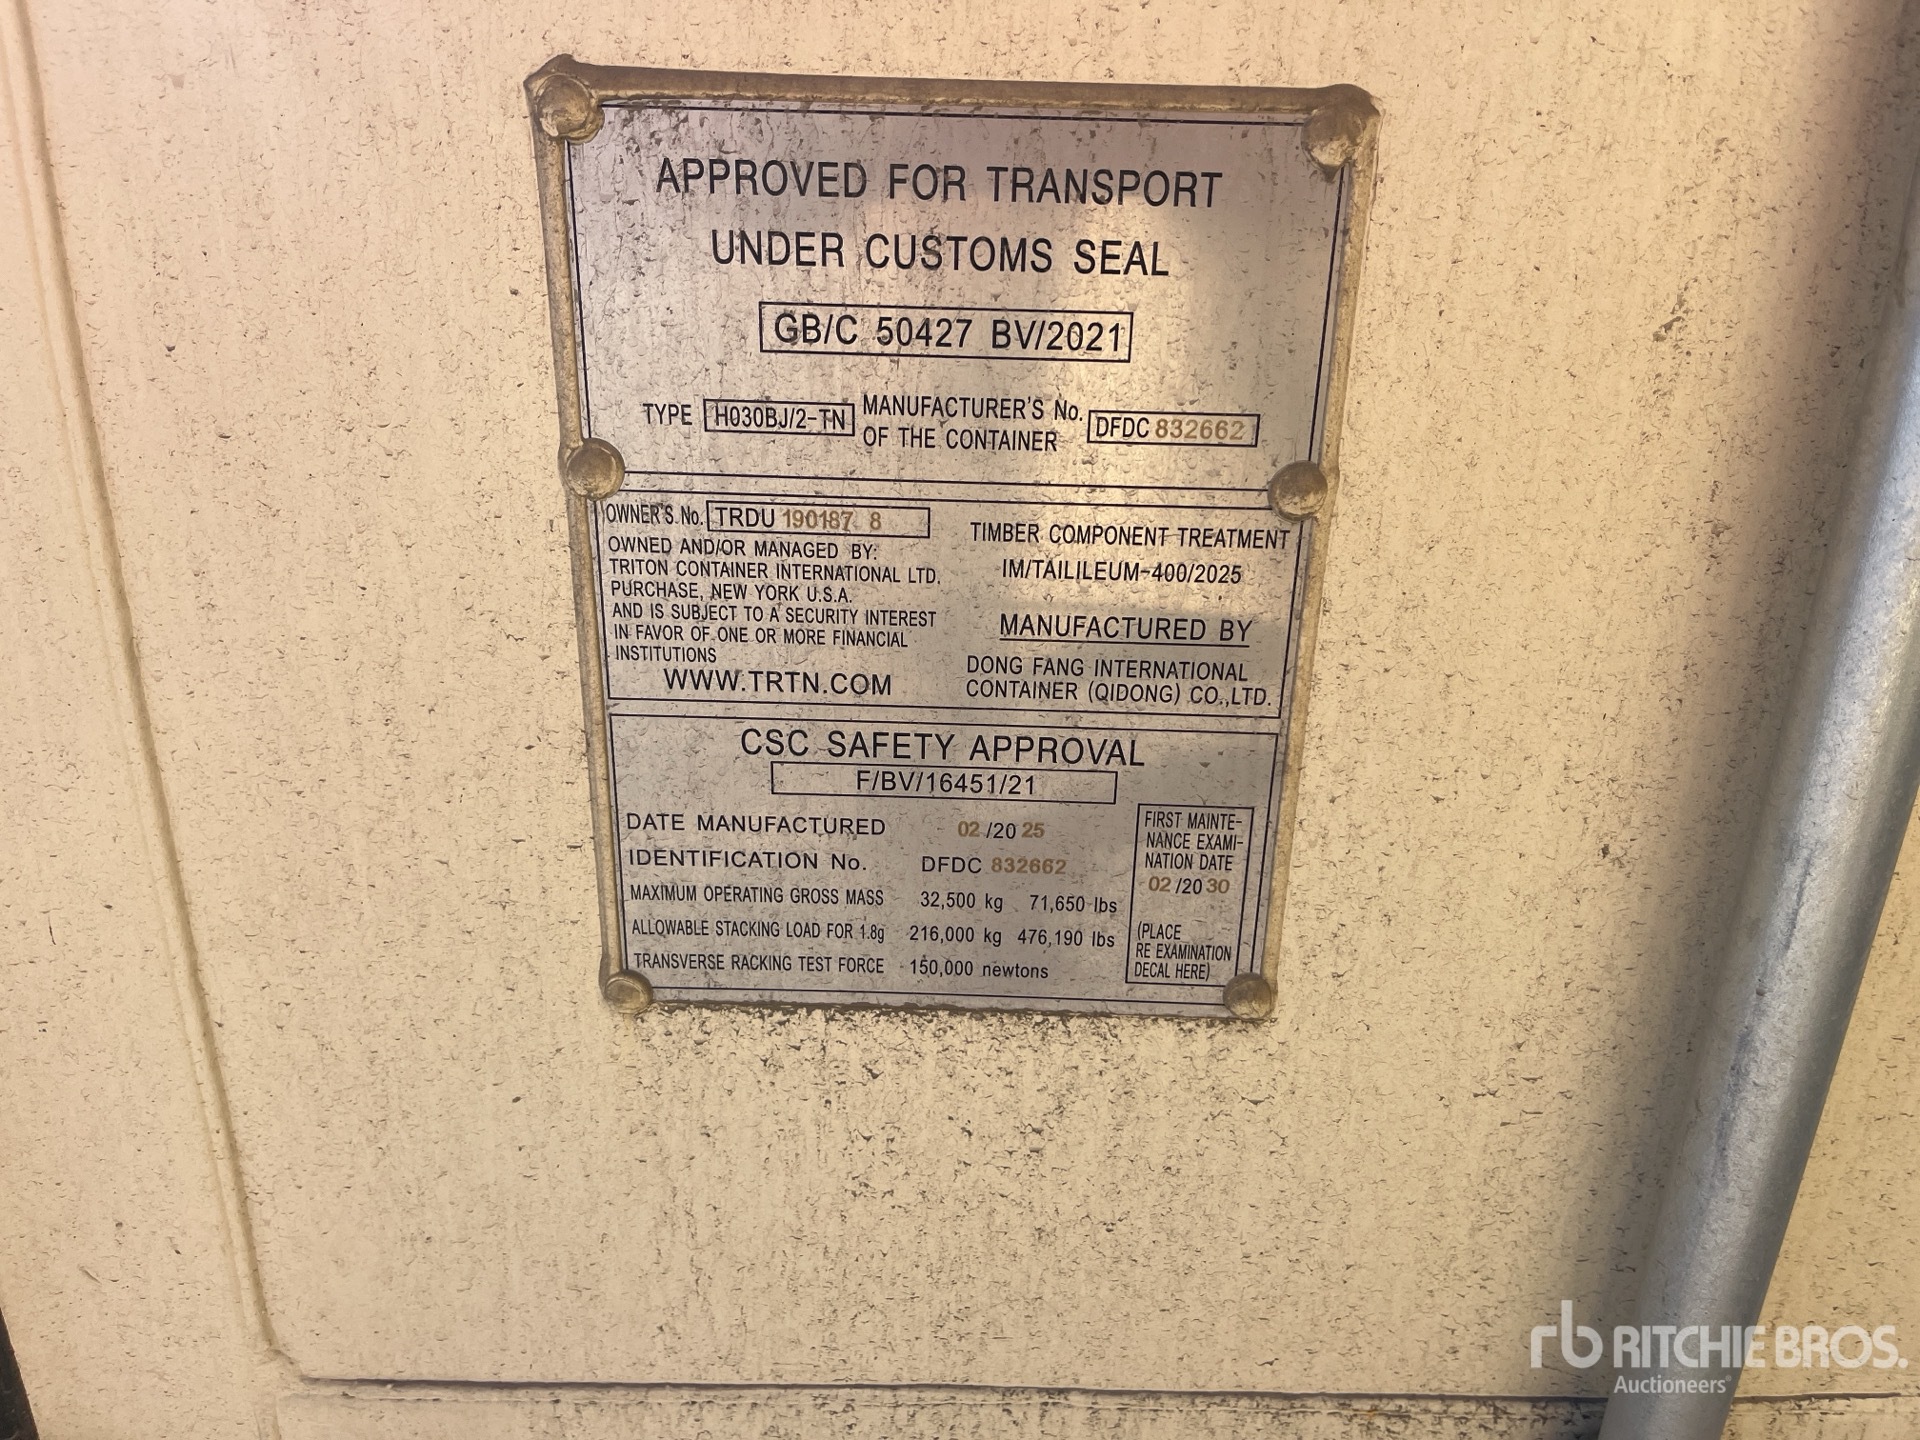 APPROVED FOR TRANSPORT
UNDER CUSTOMS SEAL
GB/C 50427 BV/2021
TYPE H030BJ/2-TN MANUFACTURER'S No. OF THE CONTAINER DFDC 832662
OWNER'S No. TRDU 190187 8
OWNED AND/OR MANAGED BY:
TRITON CONTAINER INTERNATIONAL LTD.
PURCHASE, NEW YORK U.S.A.
AND IS SUBJECT TO A SECURITY INTEREST
IN FAVOR OF ONE OR MORE FINANCIAL
INSTITUTIONS
WWW.TRTN.COM
TIMBER COMPONENT TREATMENT
IM/TAILILEUM-400/2025
MANUFACTURED BY
DONG FANG INTERNATIONAL
CONTAINER (QIDONG) CO.,LTD.
CSC SAFETY APPROVAL
F/BV/16451/21
DATE MANUFACTURED 02/2025
IDENTIFICATION No. DFDC 832662
MAXIMUM OPERATING GROSS MASS 32,500 kg 71,650 lbs
ALLOWABLE STACKING LOAD FOR 1.8g 216,000 kg 476,190 lbs
TRANSVERSE RACKING TEST FORCE 150,000 newtons
FIRST MAINTE-
NANCE EXAMI-
NATION DATE
02/2030
(PLACE
RE EXAMINATION
DECAL HERE)
rb RITCHIE BROS.
Auctioneers